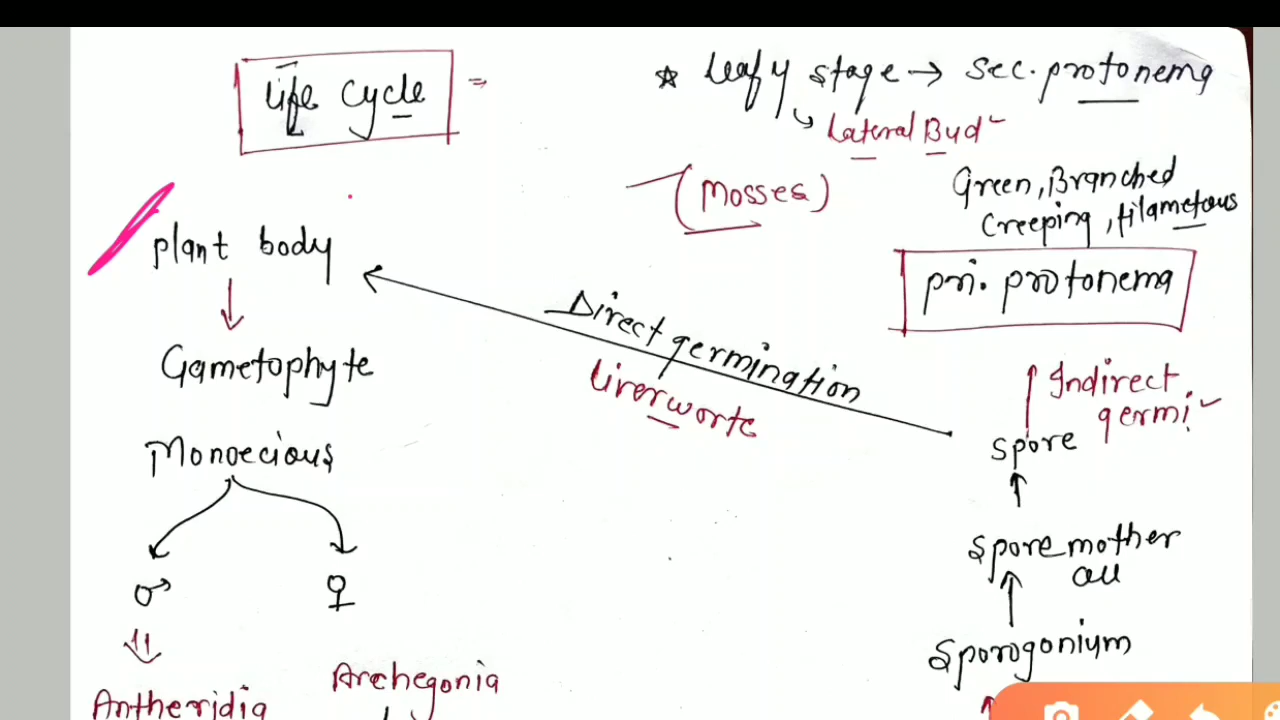 Life Cycle =
☆ Leafy stage → Sec. protonema
Lateral Bud
(Mosses)
Green, Branched
Creeping, filametous
pri. protonema
plant body
Direct germination
Liverworts
Indirect
germi.
Gametophyte
Spore
Monoecious
Spore mother
cell
♂ ♀
Sporogonium
Archegonia
Antheridia